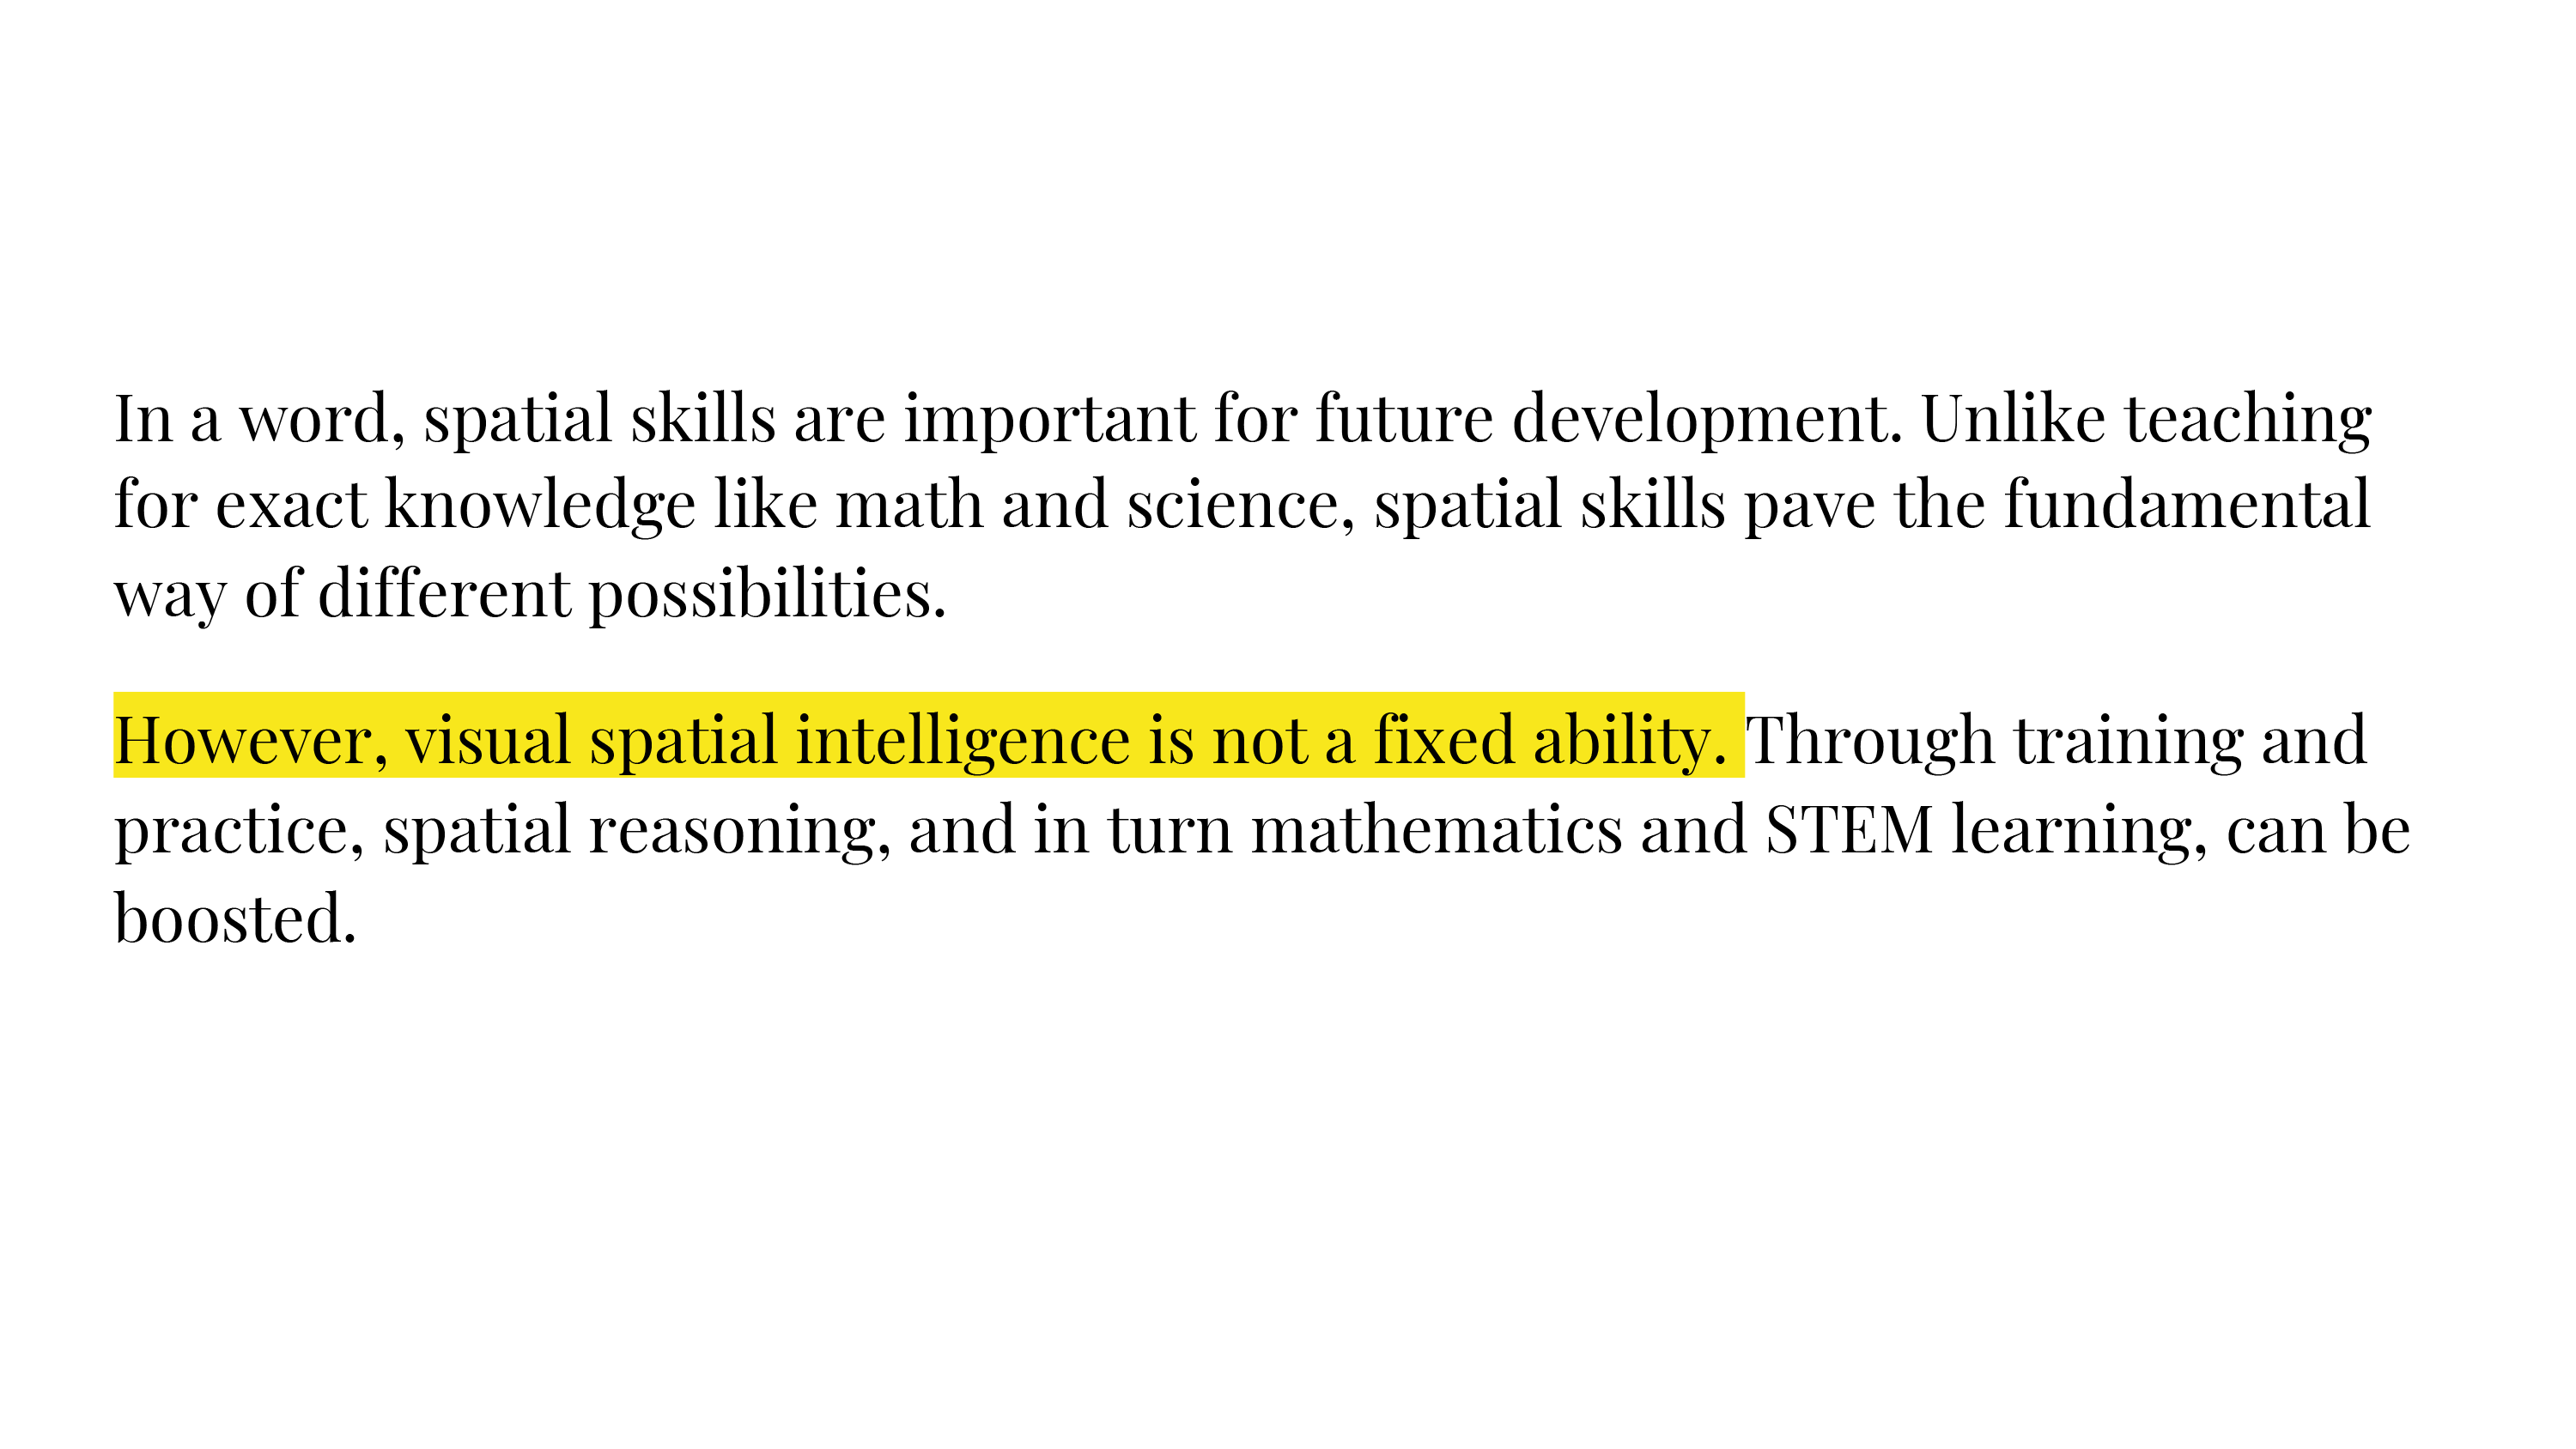 In a word, spatial skills are important for future development. Unlike teaching
for exact knowledge like math and science, spatial skills pave the fundamental
way of different possibilities.
However, visual spatial intelligence is not a fixed ability. Through training and
practice, spatial reasoning, and in turn mathematics and STEM learning, can be
boosted.